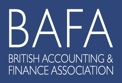 BAFA
BRITISH ACCOUNTING &
FINANCE ASSOCIATION